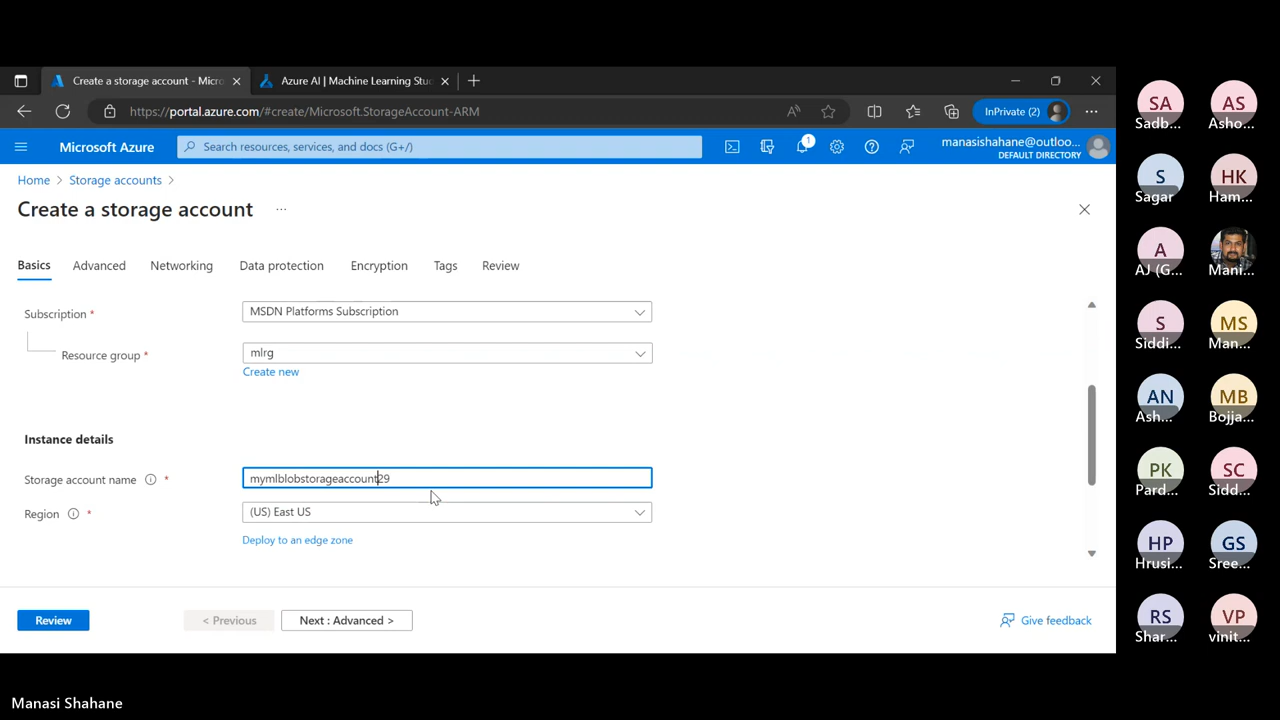 Create a storage account - Micro
Azure AI | Machine Learning Stu
https://portal.azure.com/#create/Microsoft.StorageAccount-ARM
InPrivate (2)
Microsoft Azure
Search resources, services, and docs (G+/)
1
manasishahane@outloo...
DEFAULT DIRECTORY
Home > Storage accounts >
Create a storage account ...
Basics Advanced Networking Data protection Encryption Tags Review
Subscription * MSDN Platforms Subscription
Resource group * mlrg
Create new
Instance details
Storage account name * mymlblobstorageaccount29
Region * (US) East US
Deploy to an edge zone
Review < Previous Next : Advanced > Give feedback
SA AS
Sadb... Asho...
S HK
Sagar Ham...
A
AJ (G... Mani...
S MS
Siddi... Man...
AN MB
Ash... Bojja...
PK SC
Pard... Sidd...
HP GS
Hrusi... Sree...
RS VP
Shar... vinit...
Manasi Shahane